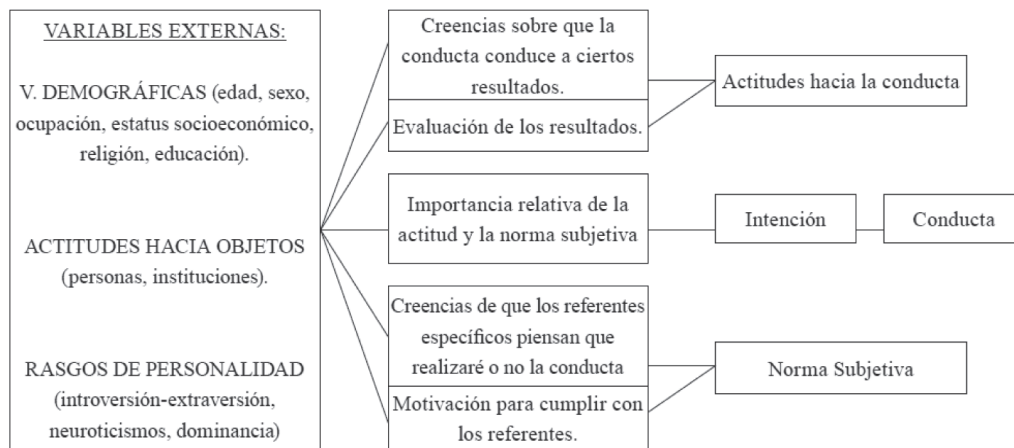 VARIABLES EXTERNAS:
V. DEMOGRÁFICAS (edad, sexo,
ocupación, estatus socioeconómico,
religión, educación).
ACTITUDES HACIA OBJETOS
(personas, instituciones).
RASGOS DE PERSONALIDAD
(introversión-extraversión,
neuroticismos, dominancia)
Creencias sobre que la
conducta conduce a ciertos
resultados.
Evaluación de los resultados.
Actitudes hacia la conducta
Importancia relativa de la
actitud y la norma subjetiva
Intención
Conducta
Creencias de que los referentes
específicos piensan que
realizaré o no la conducta
Motivación para cumplir con
los referentes.
Norma Subjetiva